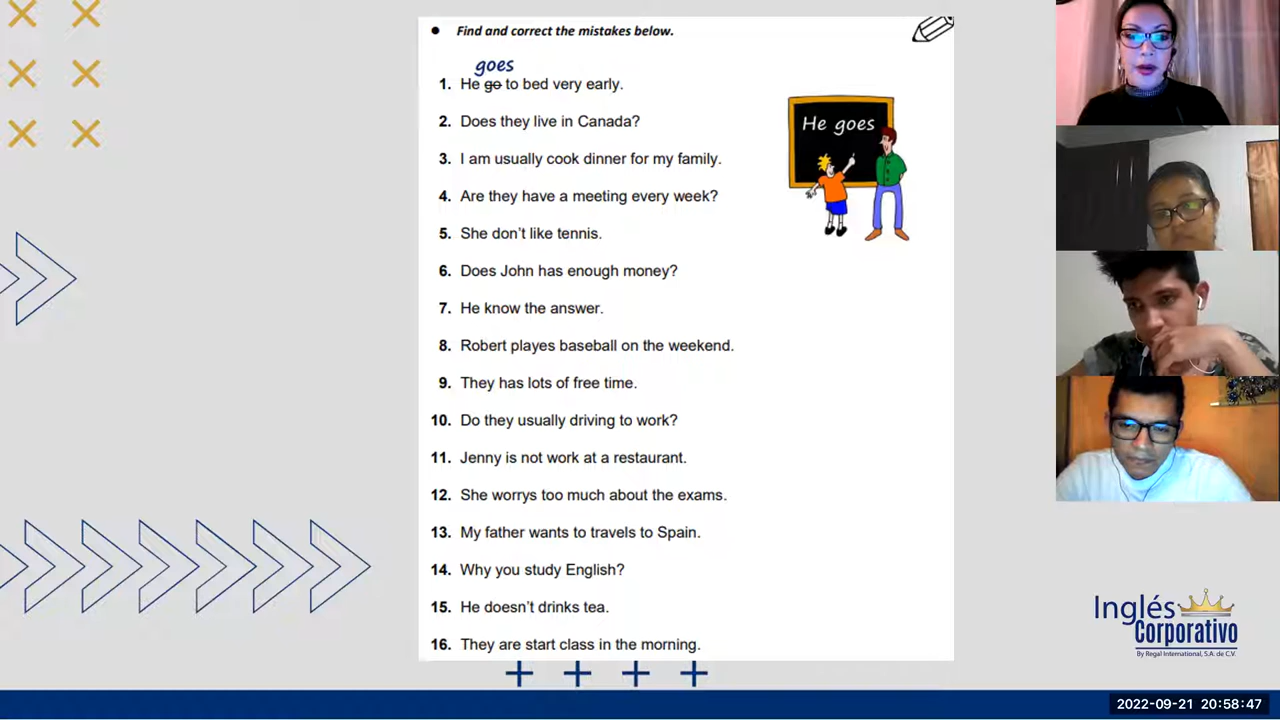 ● Find and correct the mistakes below.
goes
1. He go to bed very early.
He goes
2. Does they live in Canada?
3. I am usually cook dinner for my family.
4. Are they have a meeting every week?
5. She don't like tennis.
6. Does John has enough money?
7. He know the answer.
8. Robert playes baseball on the weekend.
9. They has lots of free time.
10. Do they usually driving to work?
11. Jenny is not work at a restaurant.
12. She worrys too much about the exams.
13. My father wants to travels to Spain.
14. Why you study English?
15. He doesn't drinks tea.
16. They are start class in the morning.
Inglés
Corporativo
By Regal International, S.A. de C.V.
2022-09-21 20:58:47